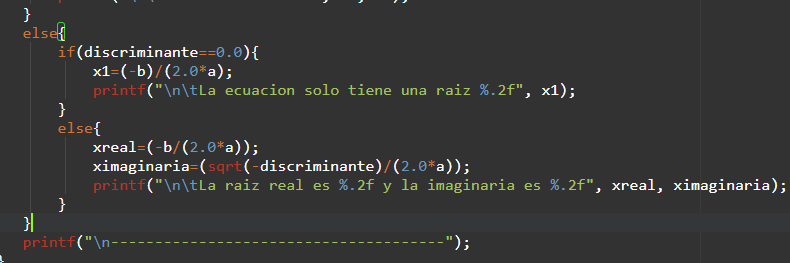 }
else{
if(discriminante==0.0){
x1=(-b)/(2.0*a);
printf("\n\tLa ecuacion solo tiene una raiz %.2f", x1);
}
else{
xreal=(-b/(2.0*a));
ximaginaria=(sqrt(-discriminante)/(2.0*a));
printf("\n\tLa raiz real es %.2f y la imaginaria es %.2f", xreal, ximaginaria);
}
}
printf("\n--------------------------------------");